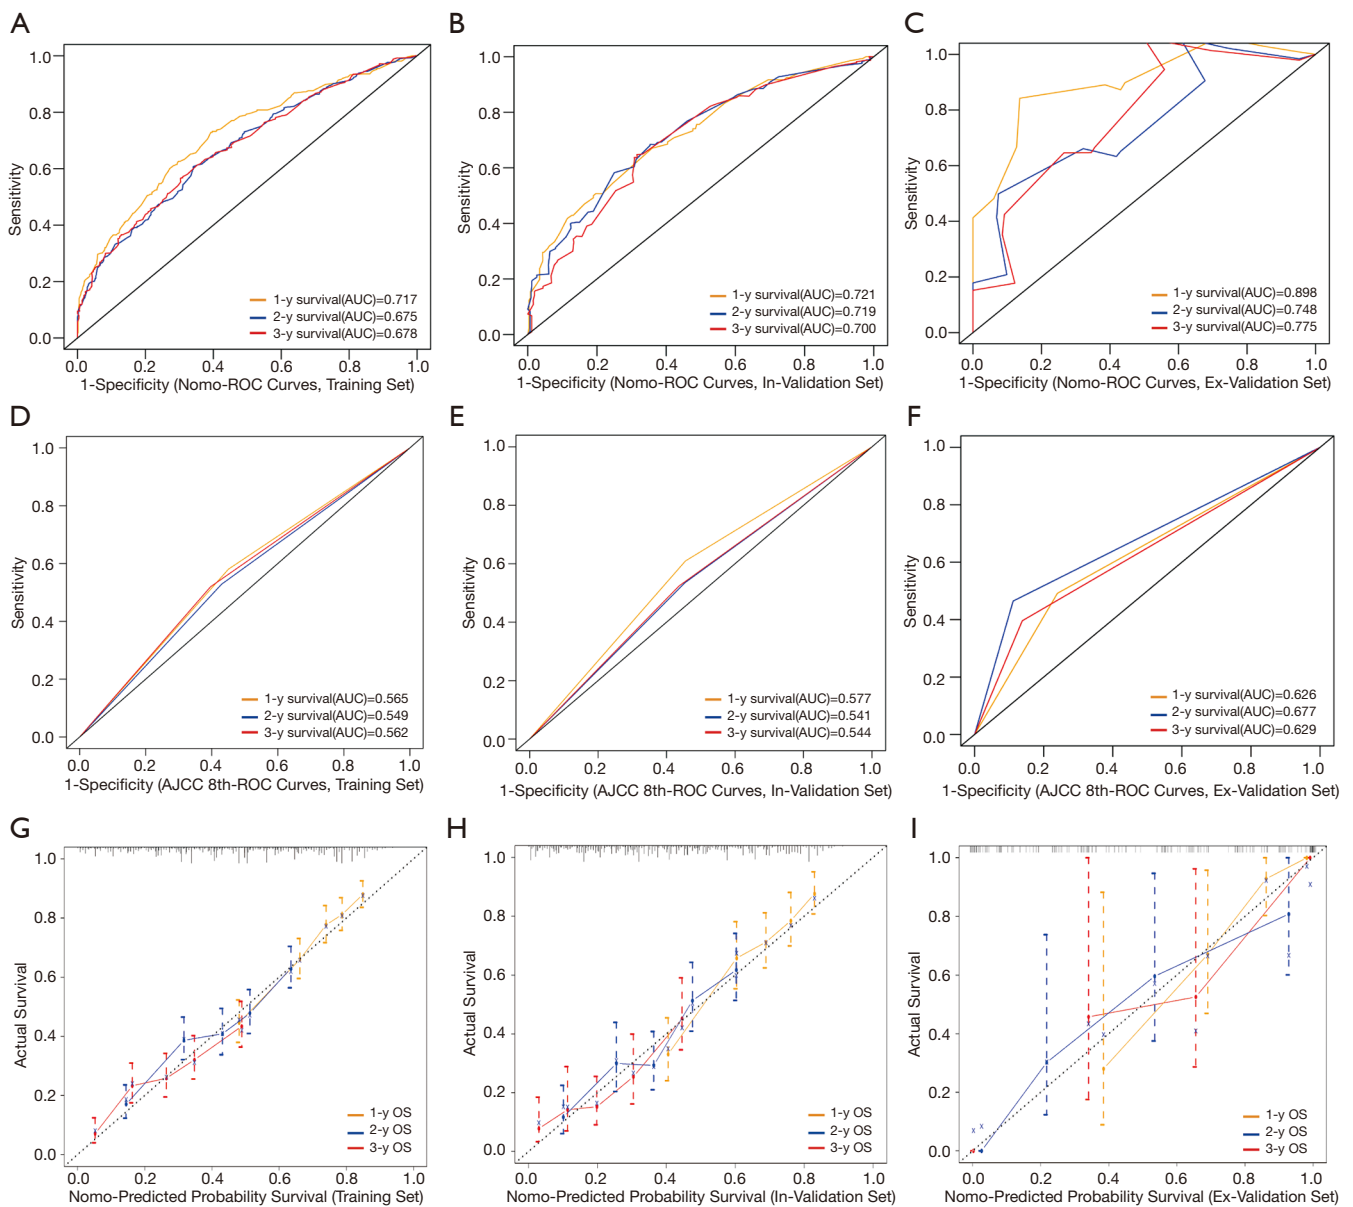 A
1.0
0.8
0.6
0.4
0.2
0.0
Sensitivity
1-y survival(AUC)=0.717
2-y survival(AUC)=0.675
3-y survival(AUC)=0.678
0.0 0.2 0.4 0.6 0.8 1.0
1-Specificity (Nomo-ROC Curves, Training Set)
B
1.0
0.8
0.6
0.4
0.2
0.0
Sensitivity
1-y survival(AUC)=0.721
2-y survival(AUC)=0.719
3-y survival(AUC)=0.700
0.0 0.2 0.4 0.6 0.8 1.0
1-Specificity (Nomo-ROC Curves, In-Validation Set)
C
1.0
0.8
0.6
0.4
0.2
0.0
Sensitivity
1-y survival(AUC)=0.898
2-y survival(AUC)=0.748
3-y survival(AUC)=0.775
0.0 0.2 0.4 0.6 0.8 1.0
1-Specificity (Nomo-ROC Curves, Ex-Validation Set)
D
1.0
0.8
0.6
0.4
0.2
0.0
Sensitivity
1-y survival(AUC)=0.565
2-y survival(AUC)=0.549
3-y survival(AUC)=0.562
0.0 0.2 0.4 0.6 0.8 1.0
1-Specificity (AJCC 8th-ROC Curves, Training Set)
E
1.0
0.8
0.6
0.4
0.2
0.0
Sensitivity
1-y survival(AUC)=0.577
2-y survival(AUC)=0.541
3-y survival(AUC)=0.544
0.0 0.2 0.4 0.6 0.8 1.0
1-Specificity (AJCC 8th-ROC Curves, In-Validation Set)
F
1.0
0.8
0.6
0.4
0.2
0.0
Sensitivity
1-y survival(AUC)=0.626
2-y survival(AUC)=0.677
3-y survival(AUC)=0.629
0.0 0.2 0.4 0.6 0.8 1.0
1-Specificity (AJCC 8th-ROC Curves, Ex-Validation Set)
G
1.0
0.8
0.6
0.4
0.2
0.0
Actual Survival
1-y OS
2-y OS
3-y OS
0.0 0.2 0.4 0.6 0.8 1.0
Nomo-Predicted Probability Survival (Training Set)
H
1.0
0.8
0.6
0.4
0.2
0.0
Actual Survival
1-y OS
2-y OS
3-y OS
0.0 0.2 0.4 0.6 0.8 1.0
Nomo-Predicted Probability Survival (In-Validation Set)
I
1.0
0.8
0.6
0.4
0.2
0.0
Actual Survival
1-y OS
2-y OS
3-y OS
0.0 0.2 0.4 0.6 0.8 1.0
Nomo-Predicted Probability Survival (Ex-Validation Set)